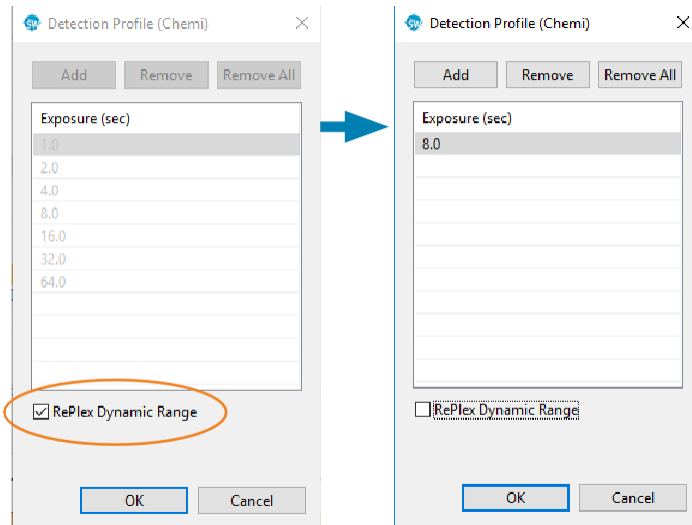 Detection Profile (Chemi)
Add Remove Remove All
Exposure (sec)
1.0
2.0
4.0
8.0
16.0
32.0
64.0
RePlex Dynamic Range
OK Cancel
Detection Profile (Chemi)
Add Remove Remove All
Exposure (sec)
8.0
RePlex Dynamic Range
OK Cancel